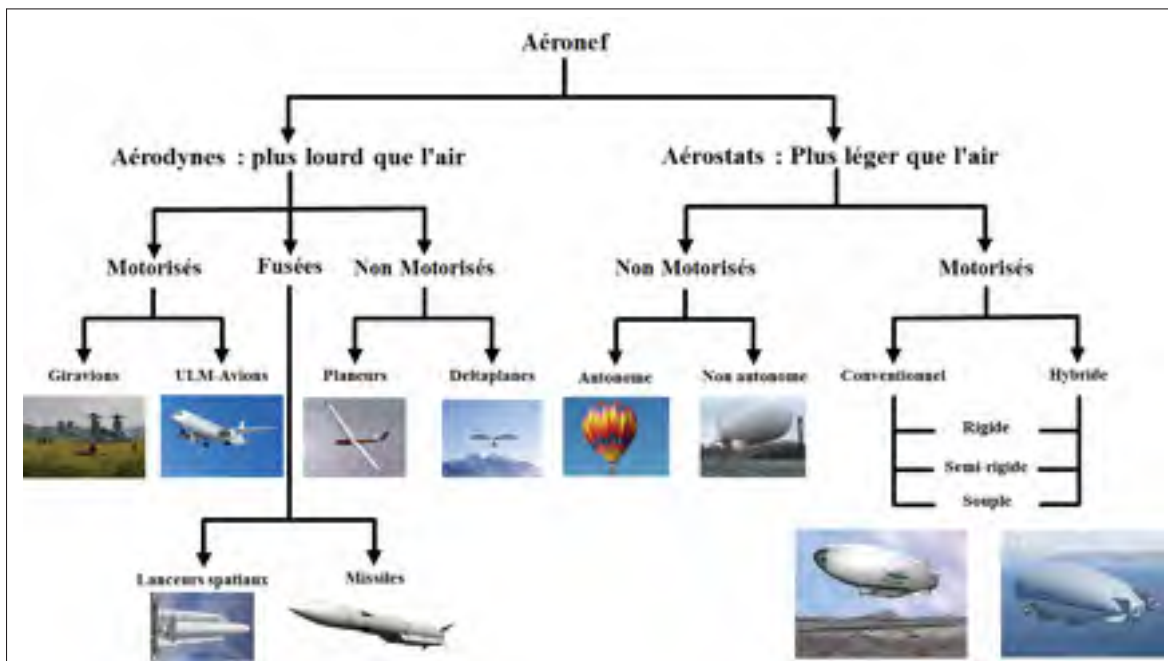 Aéronef
Aérodynes : plus lourd que l'air
Aérostats : Plus léger que l'air
Motorisés
Fusées
Non Motorisés
Non Motorisés
Motorisés
Giravions
ULM-Avions
Planeurs
Deltaplanes
Autonome
Non autonome
Conventionnel
Hybride
Rigide
Semi-rigide
Souple
Lanceurs spatiaux
Missiles